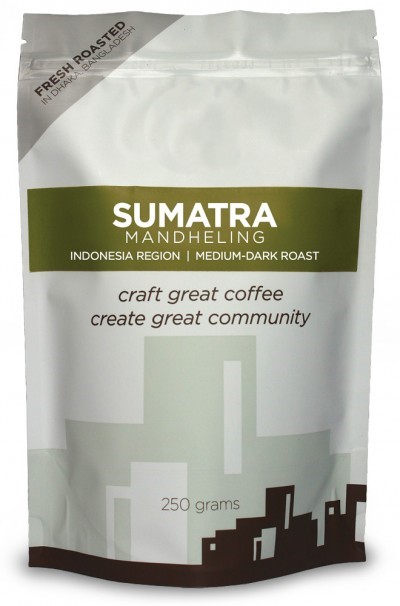 FRESH ROASTED
IN DHAKA, BANGLADESH
SUMATRA
MANDHELING
INDONESIA REGION | MEDIUM-DARK ROAST
craft great coffee
create great community
250 grams